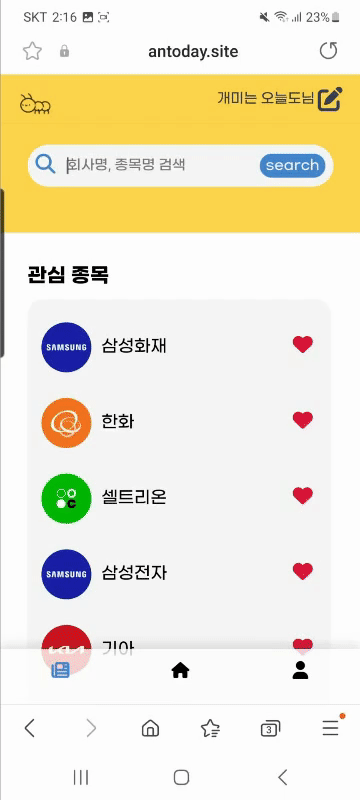 SKT 2:16 23%
antoday.site
개미는 오늘도님
회사명, 종목명 검색 search
관심 종목
SAMSUNG 삼성화재
한화
셀트리온
SAMSUNG 삼성전자
기아
3